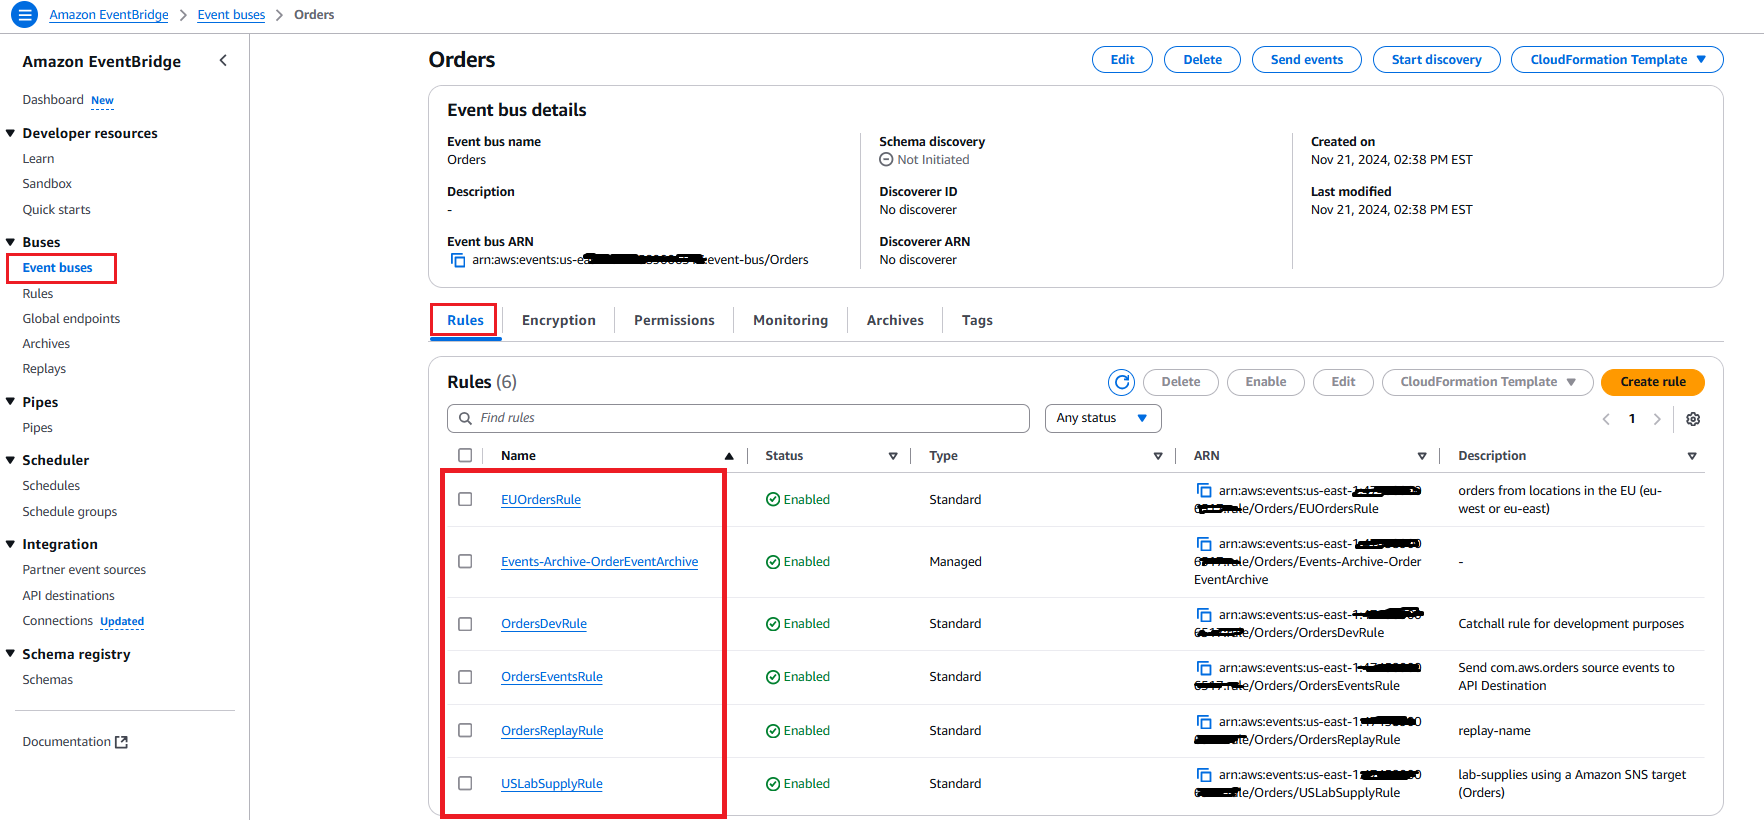 Amazon EventBridge > Event buses > Orders
Amazon EventBridge
Dashboard New
Developer resources
Learn
Sandbox
Quick starts
Buses
Event buses
Rules
Global endpoints
Archives
Replays
Pipes
Pipes
Scheduler
Schedules
Schedule groups
Integration
Partner event sources
API destinations
Connections Updated
Schema registry
Schemas
Documentation
Orders
Edit Delete Send events Start discovery CloudFormation Template
Event bus details
Event bus name
Orders
Description
-
Event bus ARN
arn:aws:events:us-ea :event-bus/Orders
Schema discovery
Not Initiated
Discoverer ID
No discoverer
Discoverer ARN
No discoverer
Created on
Nov 21, 2024, 02:38 PM EST
Last modified
Nov 21, 2024, 02:38 PM EST
Rules Encryption Permissions Monitoring Archives Tags
Rules (6)
Delete Enable Edit CloudFormation Template Create rule
Find rules
Any status
1
Name Status Type ARN Description
EUOrdersRule Enabled Standard
arn:aws:events:us-east-
/Orders/EUOrdersRule
orders from locations in the EU (eu-
west or eu-east)
Events-Archive-OrderEventArchive Enabled Managed
arn:aws:events:us-east-
/Orders/Events-Archive-Order
EventArchive
-
OrdersDevRule Enabled Standard
arn:aws:events:us-east-
/Orders/OrdersDevRule
Catchall rule for development purposes
OrdersEventsRule Enabled Standard
arn:aws:events:us-east-
/Orders/OrdersEventsRule
Send com.aws.orders source events to
API Destination
OrdersReplayRule Enabled Standard
arn:aws:events:us-east-
/Orders/OrdersReplayRule
replay-name
USLabSupplyRule Enabled Standard
arn:aws:events:us-east-
/Orders/USLabSupplyRule
lab-supplies using a Amazon SNS target
(Orders)